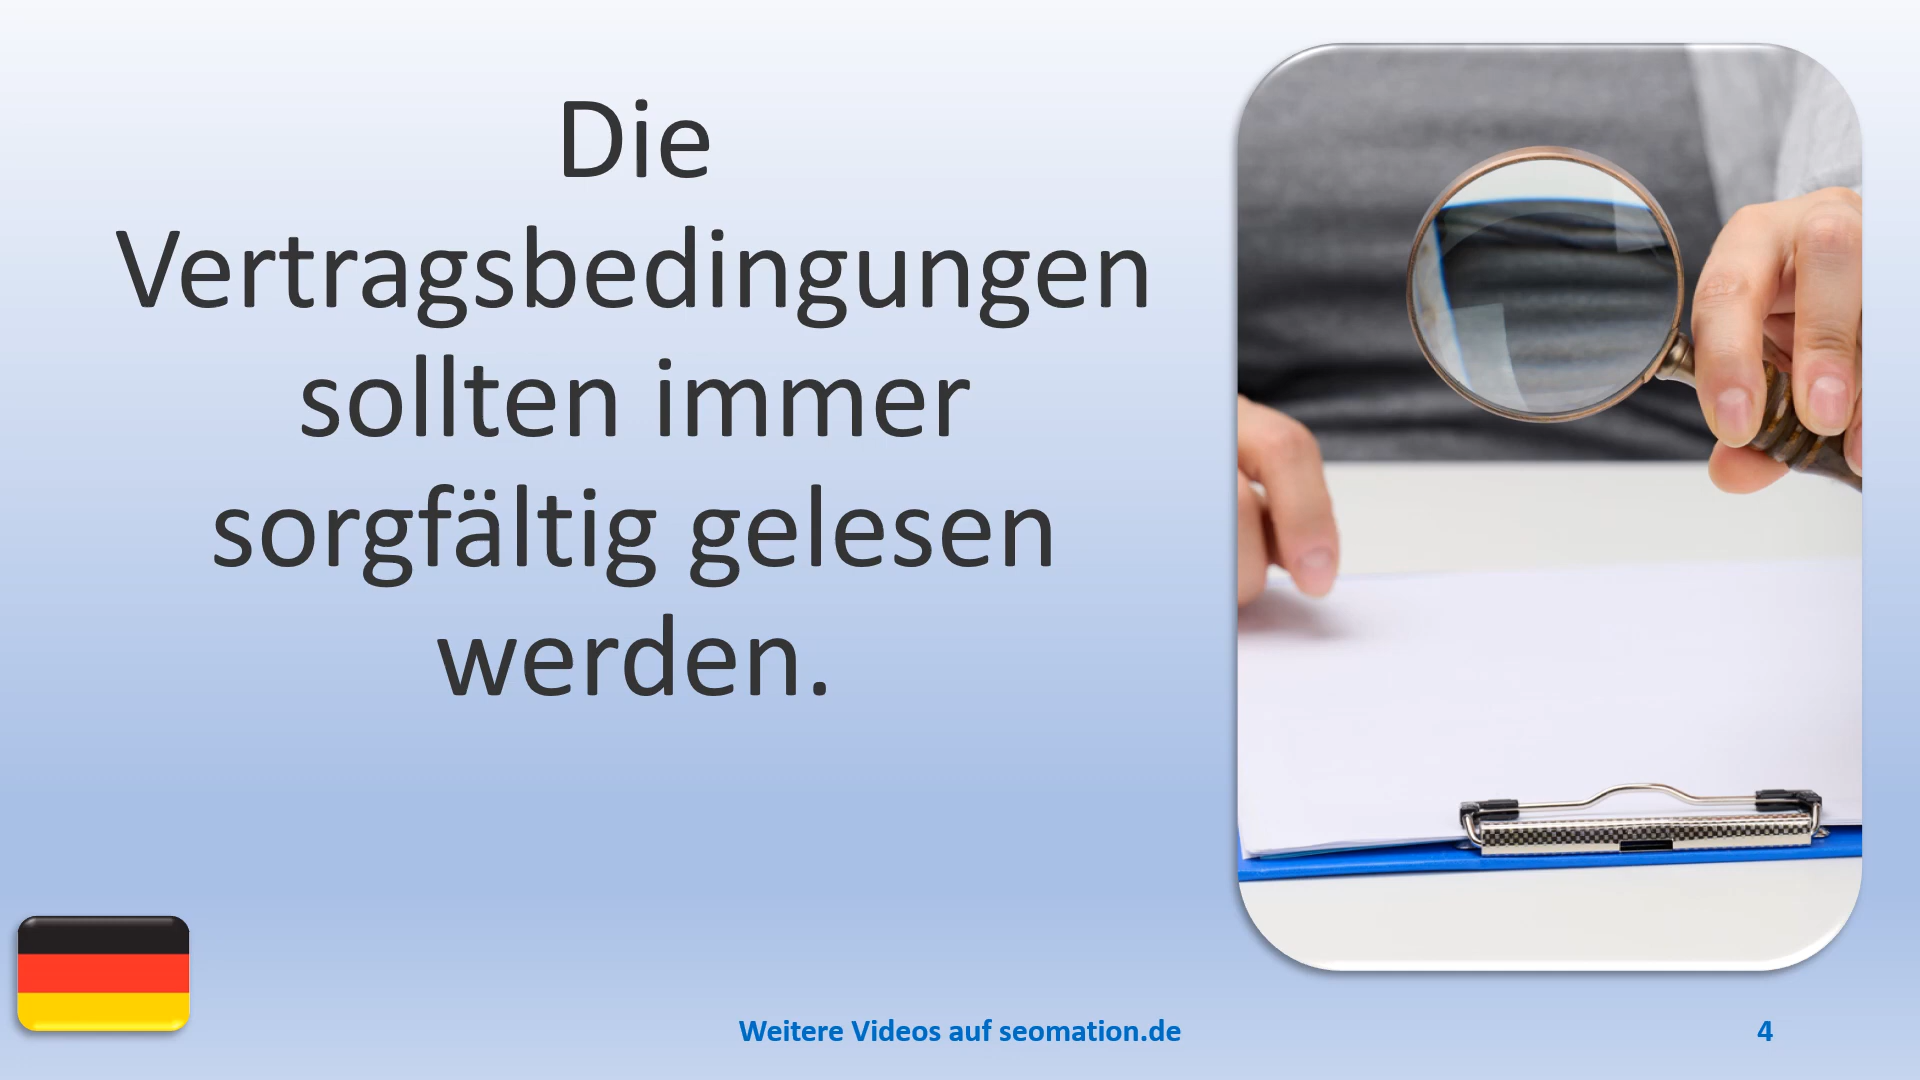 Die
Vertragsbedingungen
sollten immer
sorgfältig gelesen
werden.
Weitere Videos auf seomation.de
4